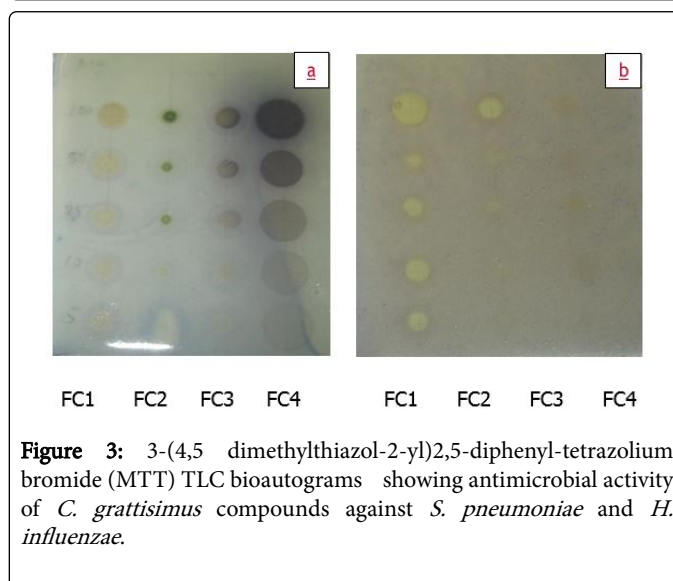 a
b
FC1 FC2 FC3 FC4
FC1 FC2 FC3 FC4
Figure 3: 3-(4,5 dimethylthiazol-2-yl)2,5-diphenyl-tetrazolium
bromide (MTT) TLC bioautograms showing antimicrobial activity
of C. grattisimus compounds against S. pneumoniae and H.
influenzae.